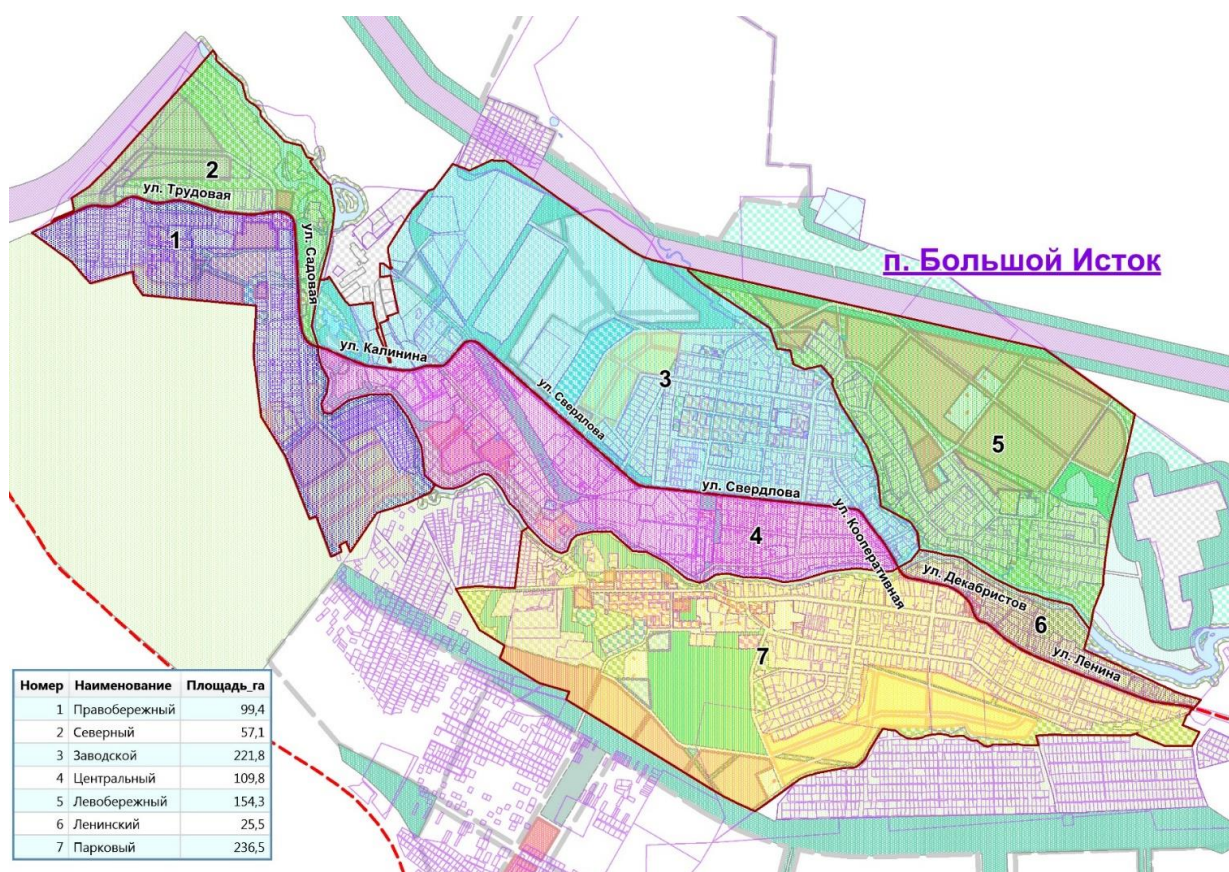 2
ул. Трудовая
1
ул. Садовая
п. Большой Исток
ул. Калинина
3
ул. Свердлова
5
ул. Свердлова
ул. Кооперативная
4
ул. Декабристов
6
7
ул. Ленина
Номер Наименование Площадь_га
1 Правобережный 99,4
2 Северный 57,1
3 Заводской 221,8
4 Центральный 109,8
5 Левобережный 154,3
6 Ленинский 25,5
7 Парковый 236,5